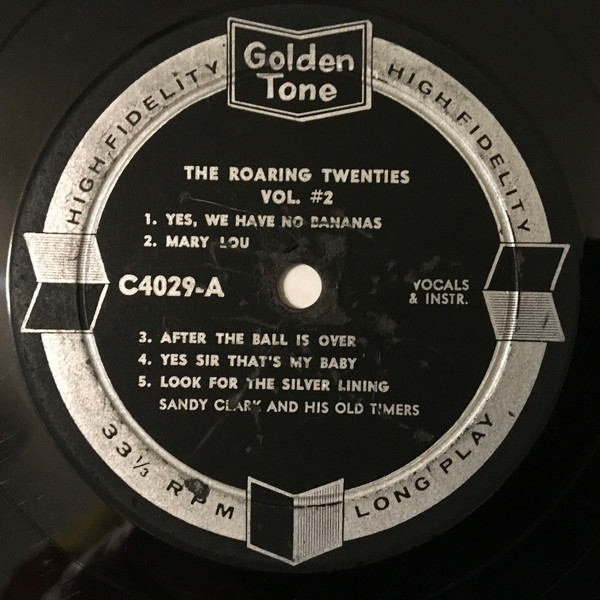 Golden
Tone
HIGH FIDELITY
HIGH FIDELITY
THE ROARING TWENTIES
VOL. #2
1. YES, WE HAVE NO BANANAS
2. MARY LOU
C4029-A
VOCALS
& INSTR.
3. AFTER THE BALL IS OVER
4. YES SIR THAT'S MY BABY
5. LOOK FOR THE SILVER LINING
SANDY CLARK AND HIS OLD TIMERS
33 1/3 RPM
LONG PLAY